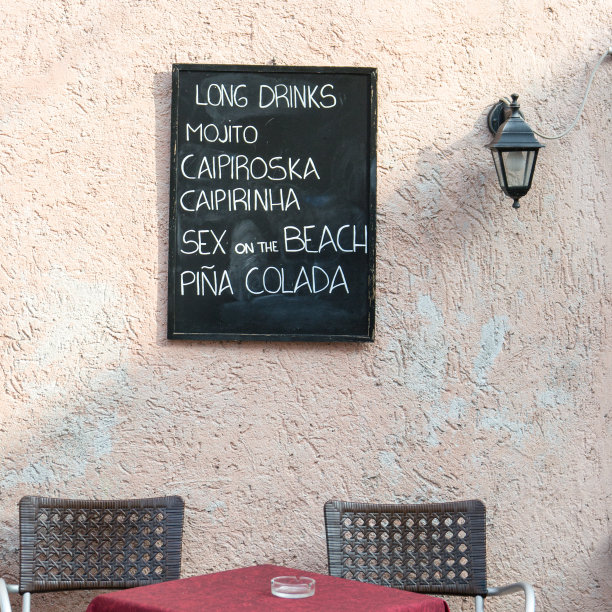 LONG DRINKS
MOJITO
CAIPIROSKA
CAIPIRINHA
SEX ON THE BEACH
PIÑA COLADA